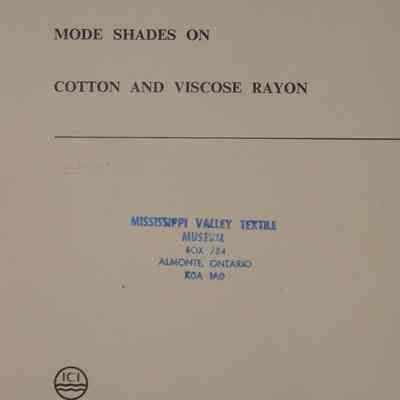 MODE SHADES ON
COTTON AND VISCOSE RAYON
MISSISSIPPI VALLEY TEXTILE
MUSEUM
BOX 784
ALMONTE, ONTARIO
K0A 1A0
ICI